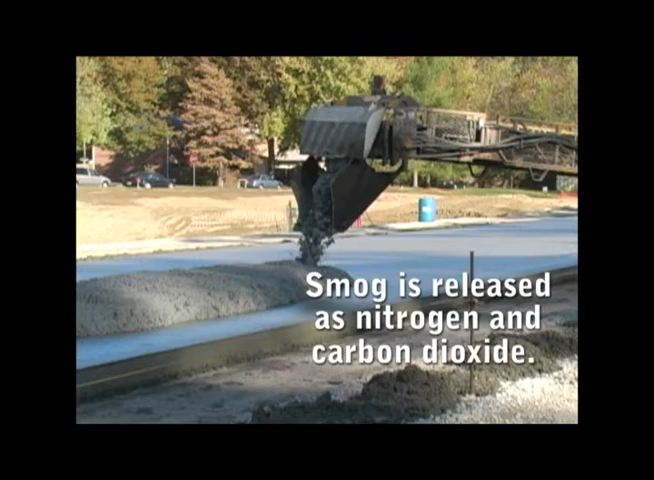 Smog is released
as nitrogen and
carbon dioxide.